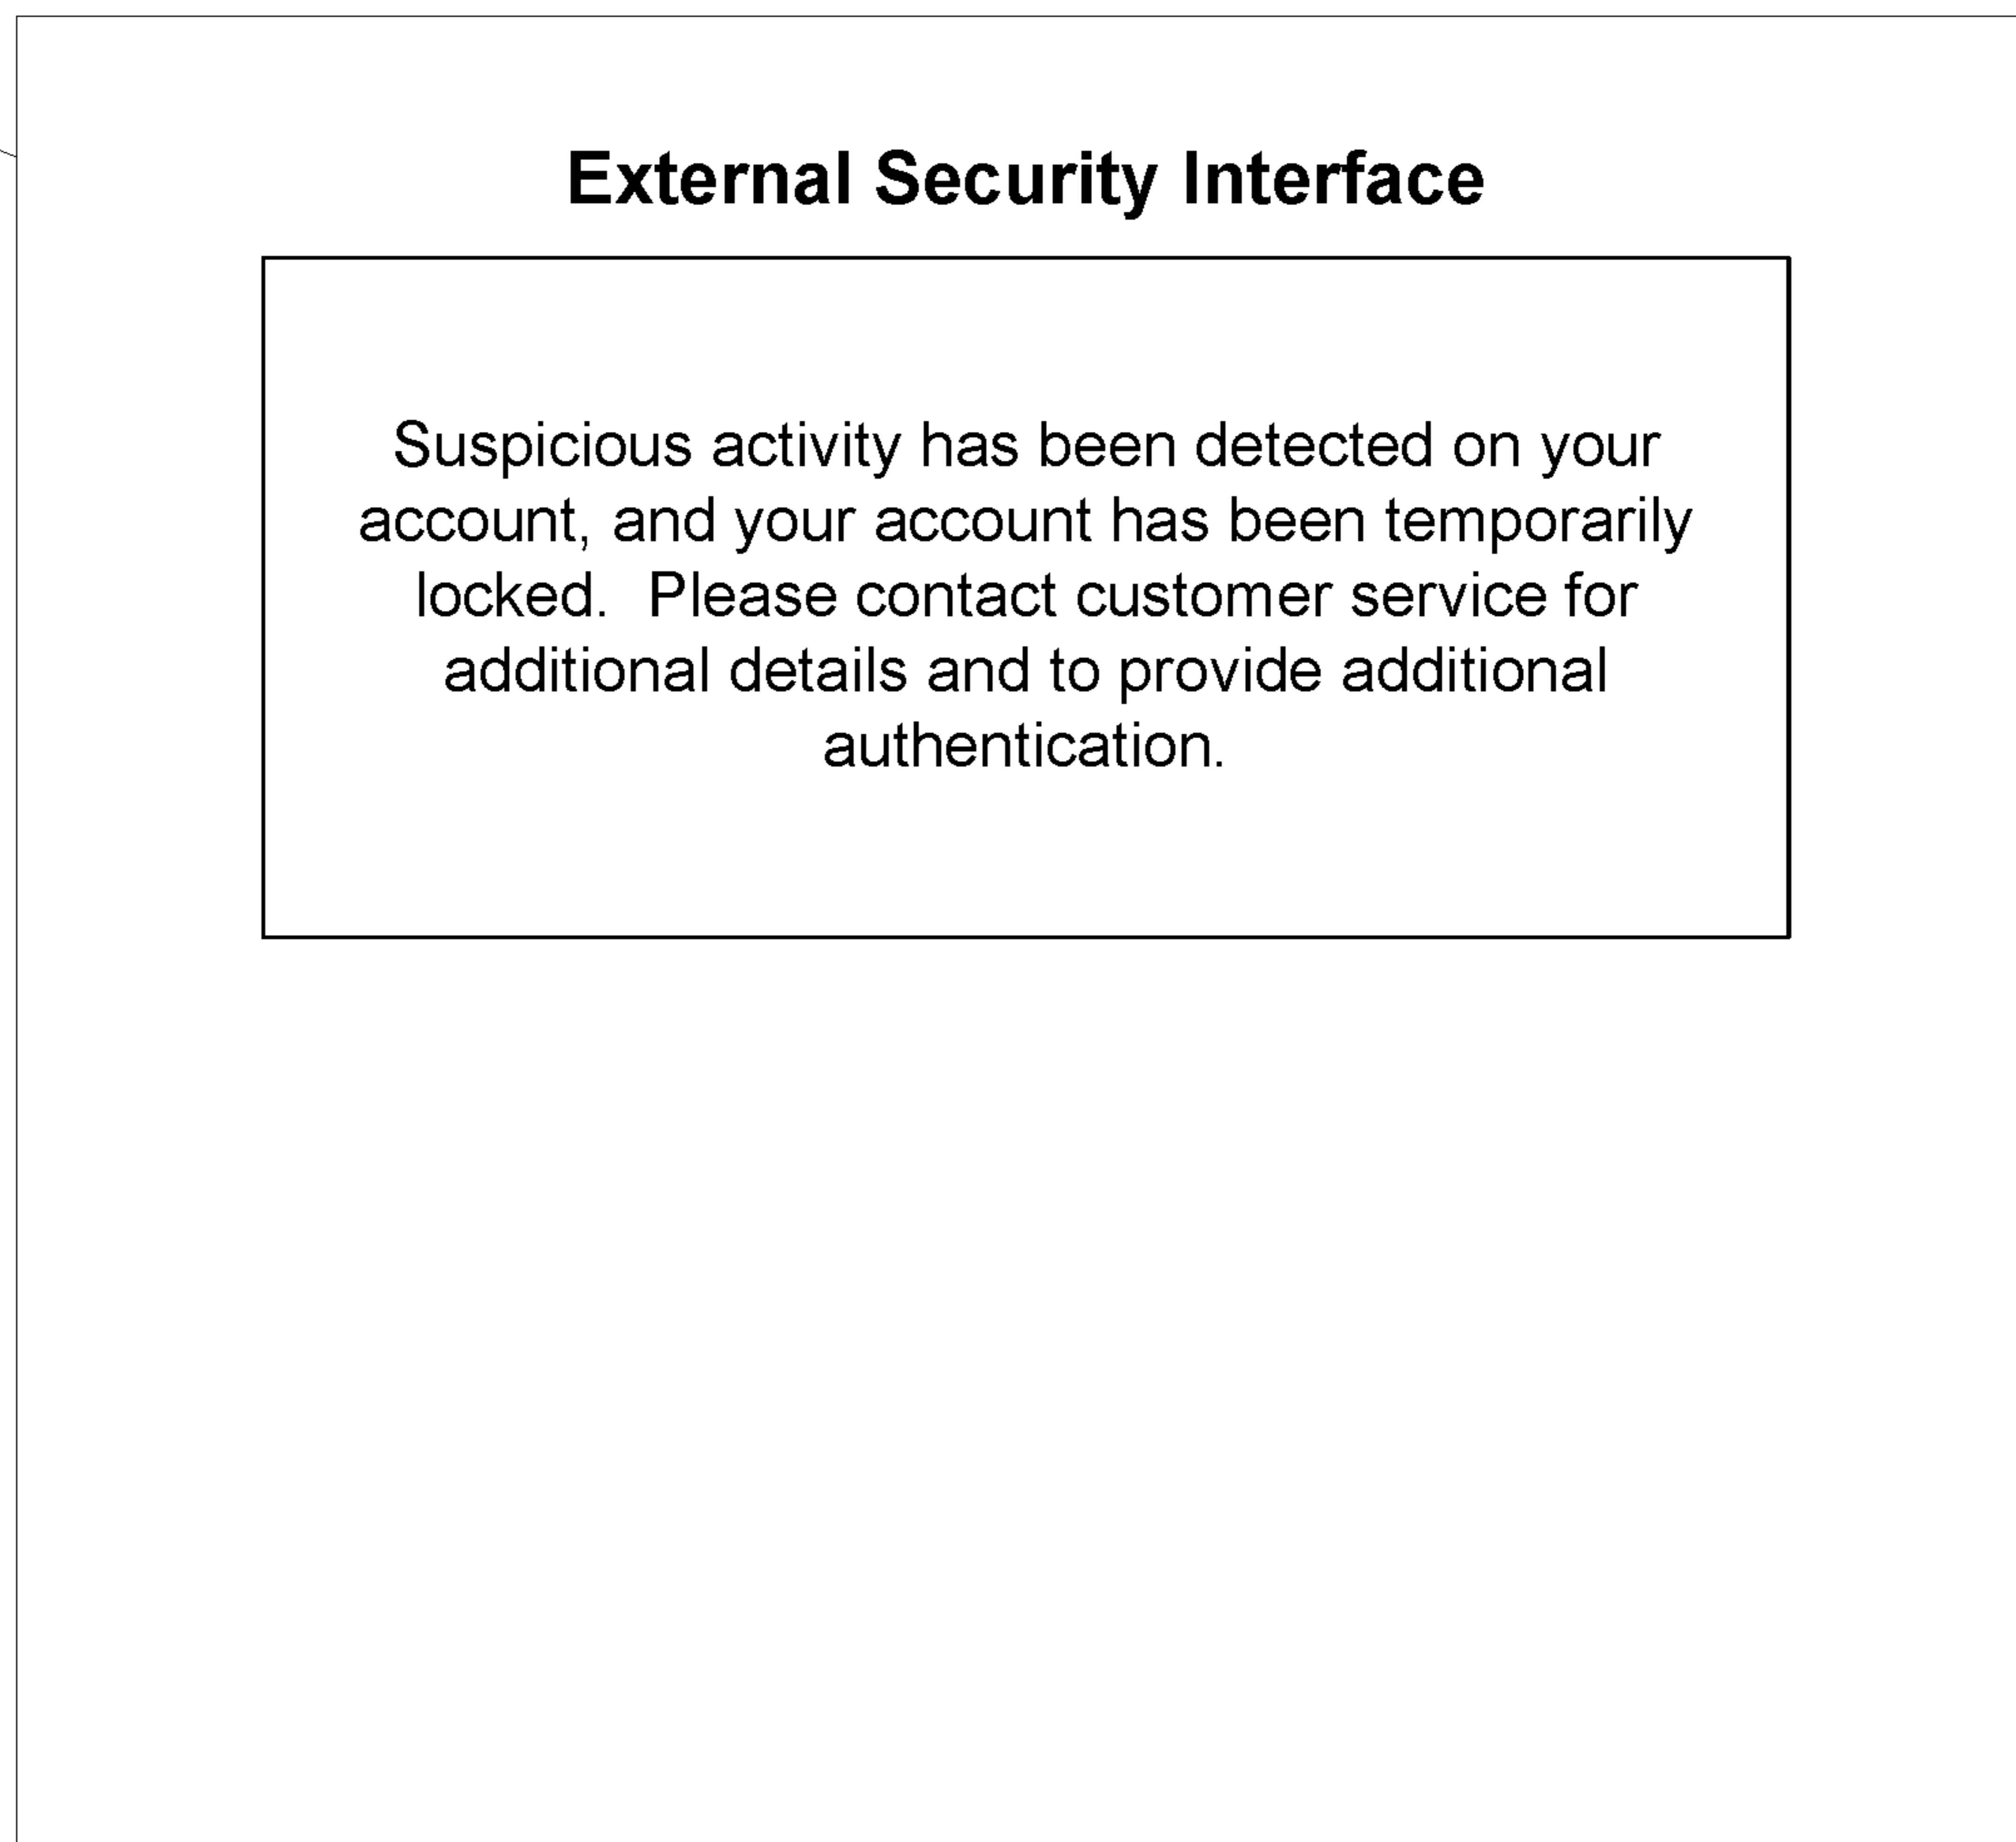 External Security Interface
Suspicious activity has been detected on your
account, and your account has been temporarily
locked.  Please contact customer service for
additional details and to provide additional
authentication.